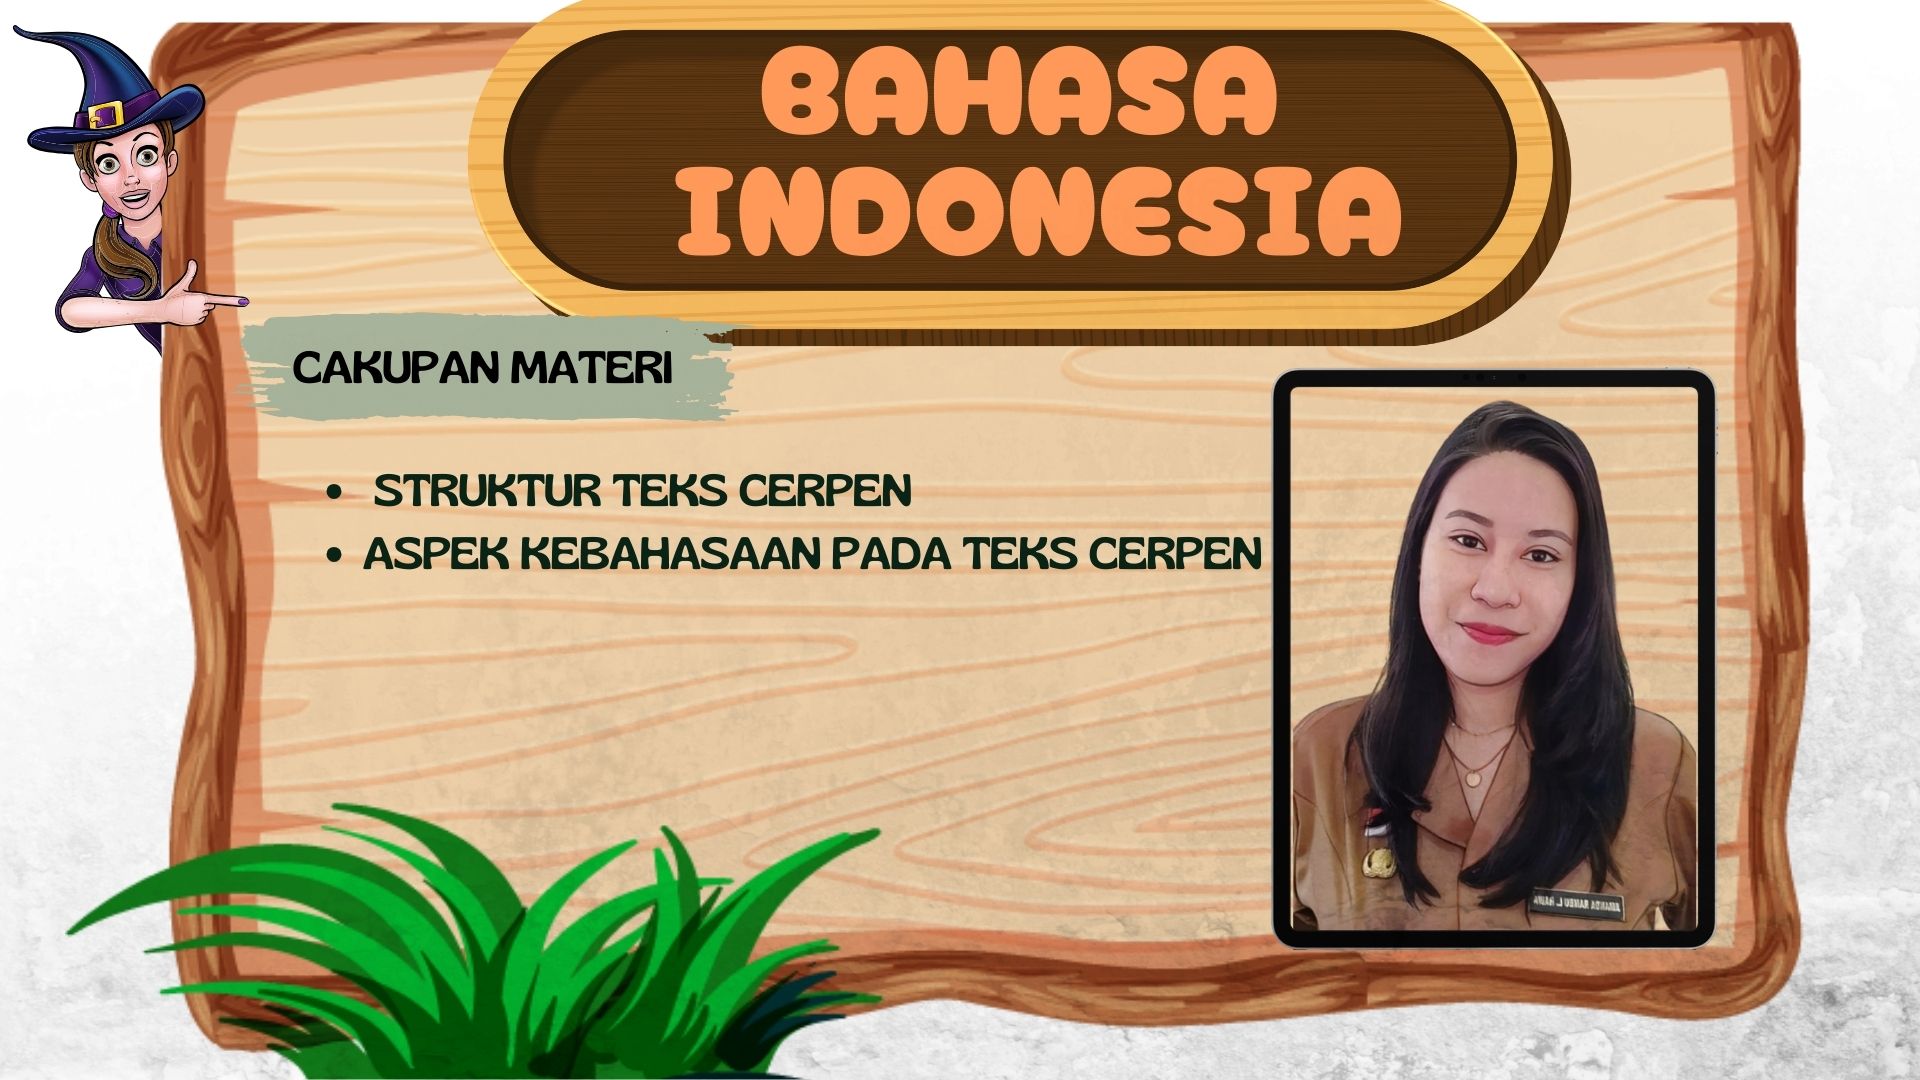 BAHASA
INDONESIA
CAKUPAN MATERI
• STRUKTUR TEKS CERPEN
• ASPEK KEBAHASAAN PADA TEKS CERPEN